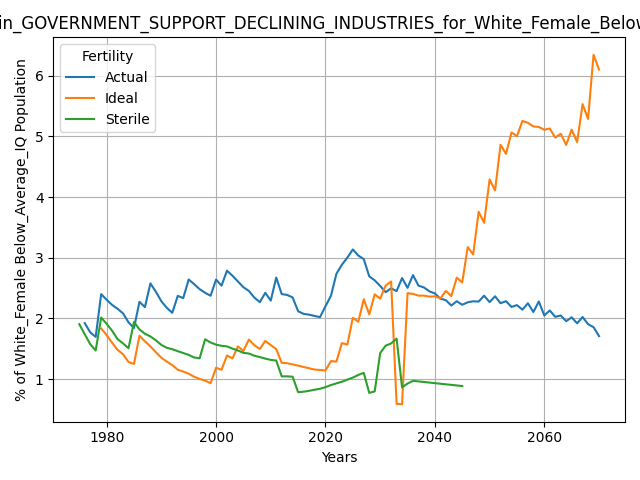 in_GOVERNMENT_SUPPORT_DECLINING_INDUSTRIES_for_White_Female_Below
Fertility
Actual
Ideal
Sterile
% of White_Female Below_Average_IQ Population
6
5
4
3
2
1
1980
2000
2020
2040
2060
Years